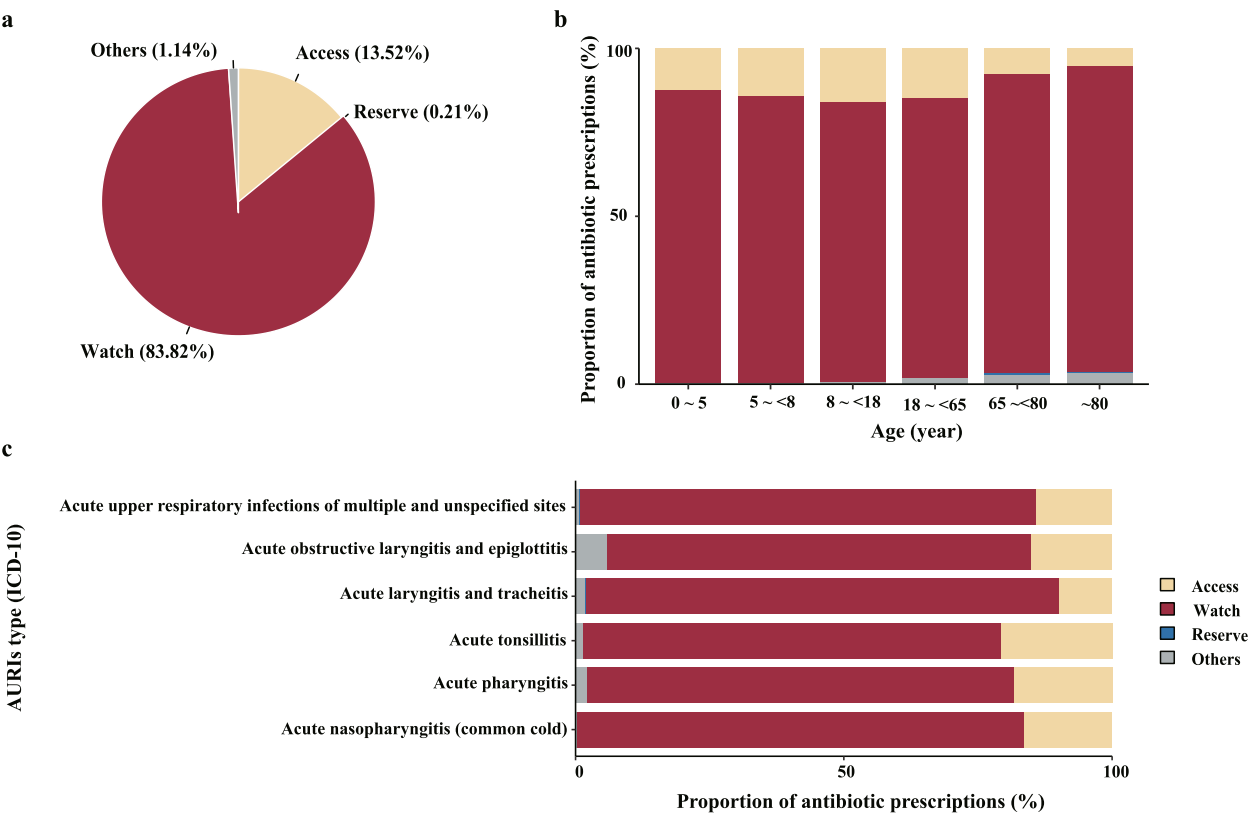 a
Others (1.14%)
Access (13.52%)
Reserve (0.21%)
Watch (83.82%)
b
Proportion of antibiotic prescriptions (%)
100
50
0
0 ~ 5
5 ~ <8
8 ~ <18
18 ~ <65
65 ~<80
~80
Age (year)
c
AURIs type (ICD-10)
Acute upper respiratory infections of multiple and unspecified sites
Acute obstructive laryngitis and epiglottitis
Acute laryngitis and tracheitis
Acute tonsillitis
Acute pharyngitis
Acute nasopharyngitis (common cold)
0
50
100
Proportion of antibiotic prescriptions (%)
Access
Watch
Reserve
Others